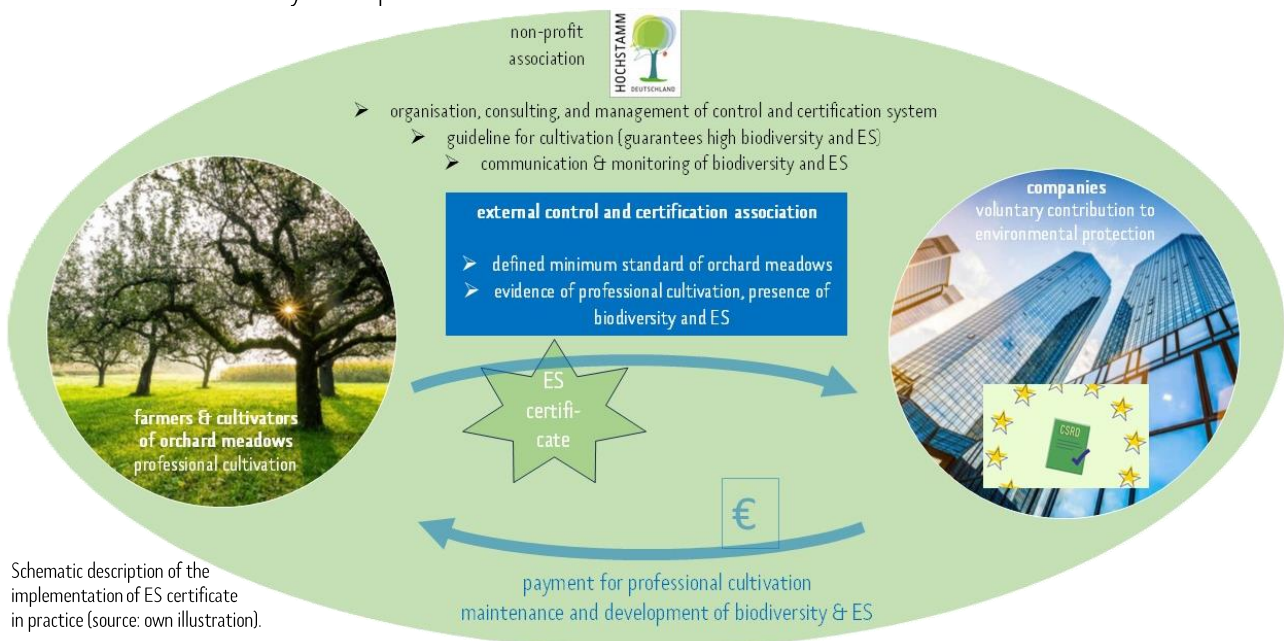 non-profit
association
HOCHSTAMM
DEUTSCHLAND
➤ organisation, consulting, and management of control and certification system
➤ guideline for cultivation (guarantees high biodiversity and ES)
➤ communication & monitoring of biodiversity and ES
external control and certification association
➤ defined minimum standard of orchard meadows
➤ evidence of professional cultivation, presence of
biodiversity and ES
companies
voluntary contribution to
environmental protection
CSRD
farmers & cultivators
of orchard meadows
professional cultivation
ES
certifi-
cate
€
payment for professional cultivation
maintenance and development of biodiversity & ES
Schematic description of the
implementation of ES certificate
in practice (source: own illustration).